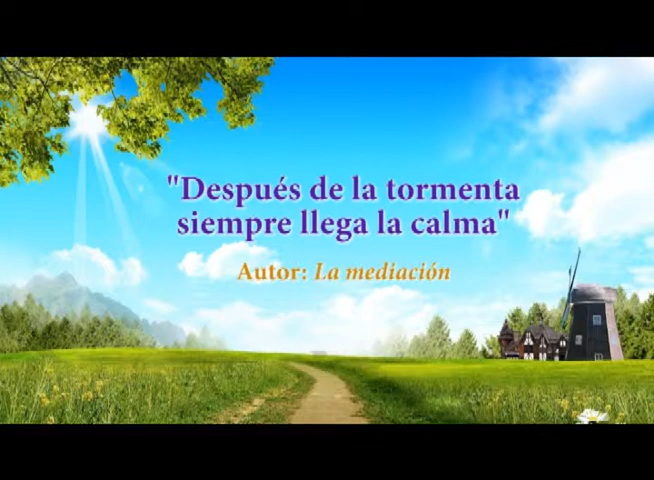 "Después de la tormenta
siempre llega la calma"
Autor: La mediación